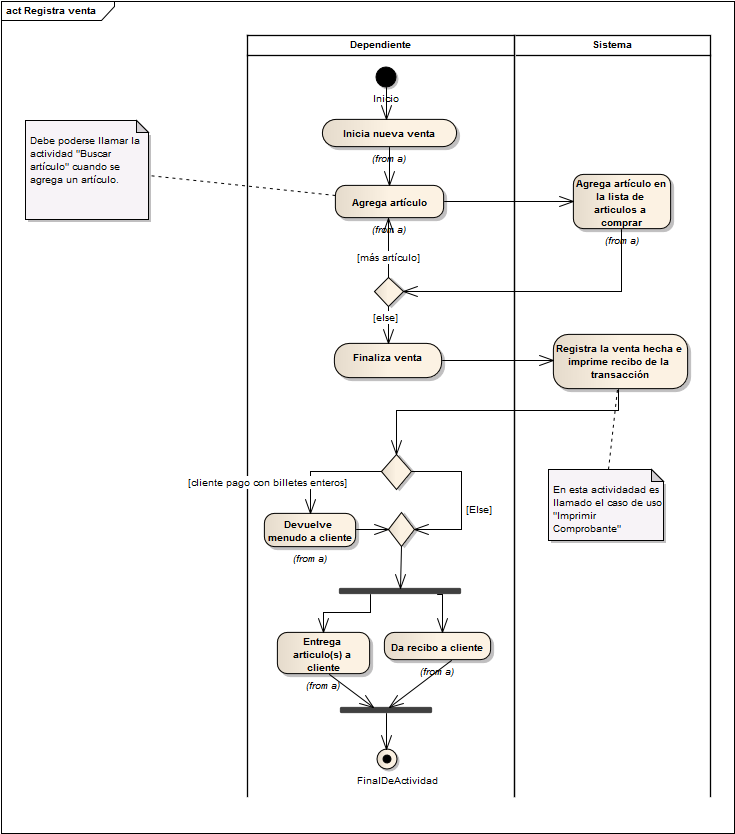 act Registra venta
Dependiente
Sistema
Inicio
Inicia nueva venta
(from a)
Debe poderse llamar la
actividad "Buscar
artículo" cuando se
agrega un artículo.
Agrega artículo
(from a)
Agrega artículo en
la lista de
articulos a
comprar
(from a)
[más artículo]
[else]
Finaliza venta
Registra la venta hecha e
imprime recibo de la
transacción
[cliente pago con billetes enteros]
[Else]
En esta actividadad es
llamado el caso de uso
"Imprimir
Comprobante"
Devuelve
menudo a cliente
(from a)
Entrega
articulo(s) a
cliente
(from a)
Da recibo a cliente
(from a)
FinalDeActividad